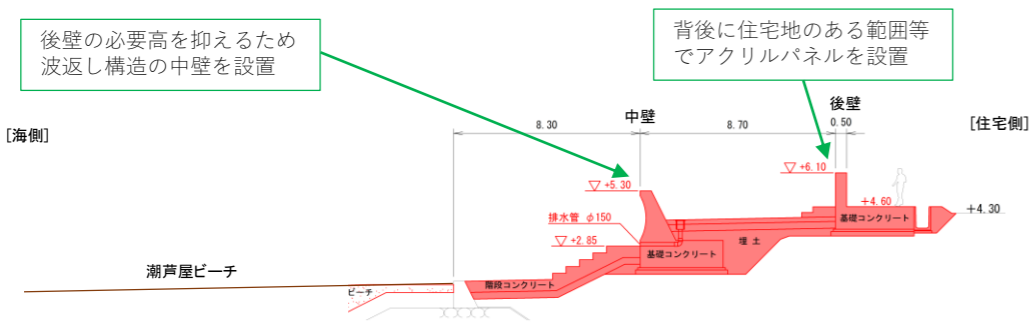 後壁の必要高を抑えるため
波返し構造の中壁を設置
背後に住宅地のある範囲等
でアクリルパネルを設置
[海側]
中壁
後壁
[住宅側]
8.30
8.70
0.50
▽ +5.30
▽ +6.10
+4.60
+4.30
排水管 φ150
▽ +2.85
基礎コンクリート
埋 土
基礎コンクリート
潮芦屋ビーチ
ビーチ
階段コンクリート